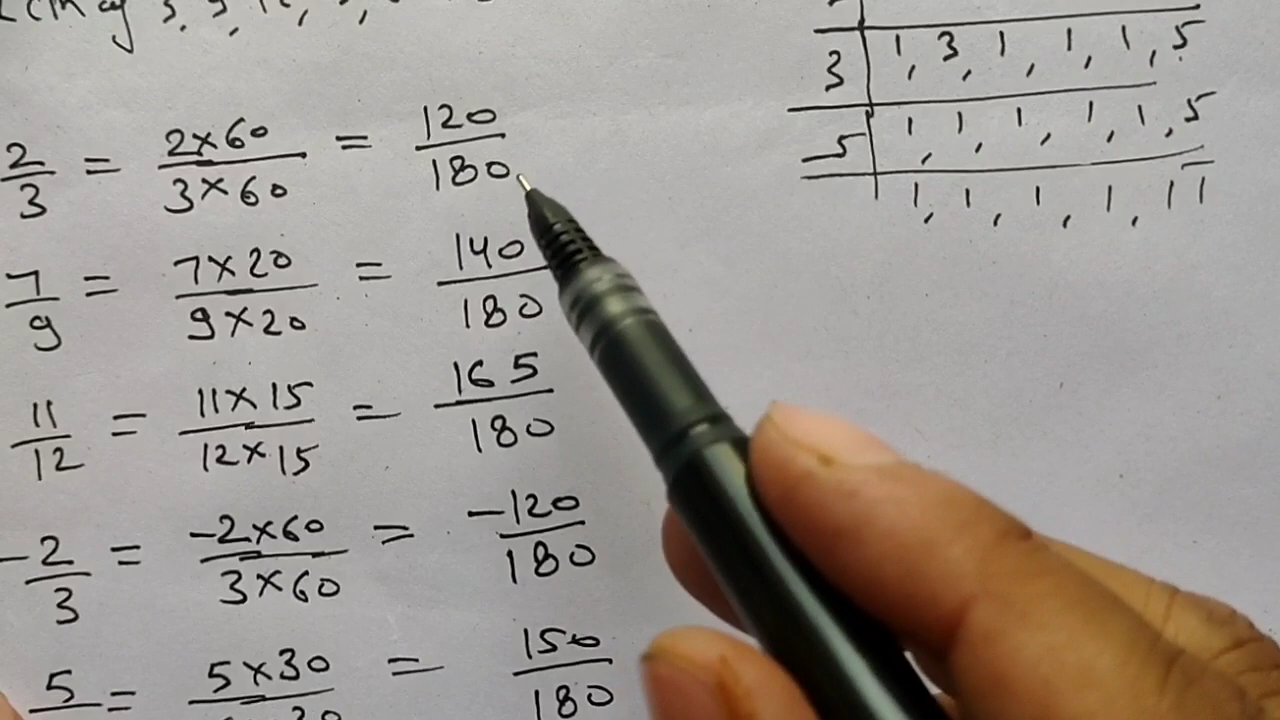 3, 9, 12, 3,
2/3 = 2×60/3×60 = 120/180
7/9 = 7×20/9×20 = 140/180
11/12 = 11×15/12×15 = 165/180
-2/3 = -2×60/3×60 = -120/180
5 = 5×30 = 150/180
3 | 1, 3, 1, 1, 1, 5
5 | 1, 1, 1, 1, 1, 5
1, 1, 1, 1, 1 1